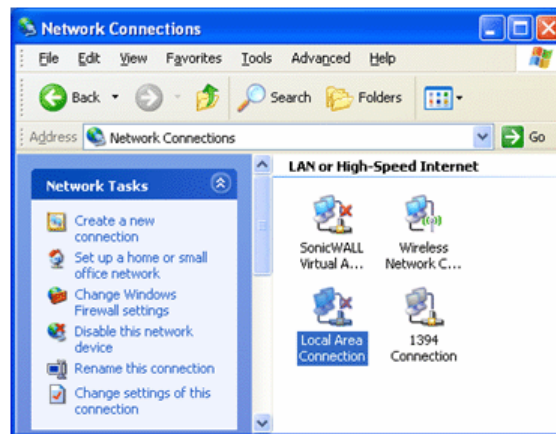 Network Connections
File Edit View Favorites Tools Advanced Help
Back Search Folders
Address Network Connections Go
Network Tasks
Create a new
connection
Set up a home or small
office network
Change Windows
Firewall settings
Disable this network
device
Rename this connection
Change settings of this
connection
LAN or High-Speed Internet
SonicWALL
Virtual A...
Wireless
Network C...
Local Area
Connection
1394
Connection